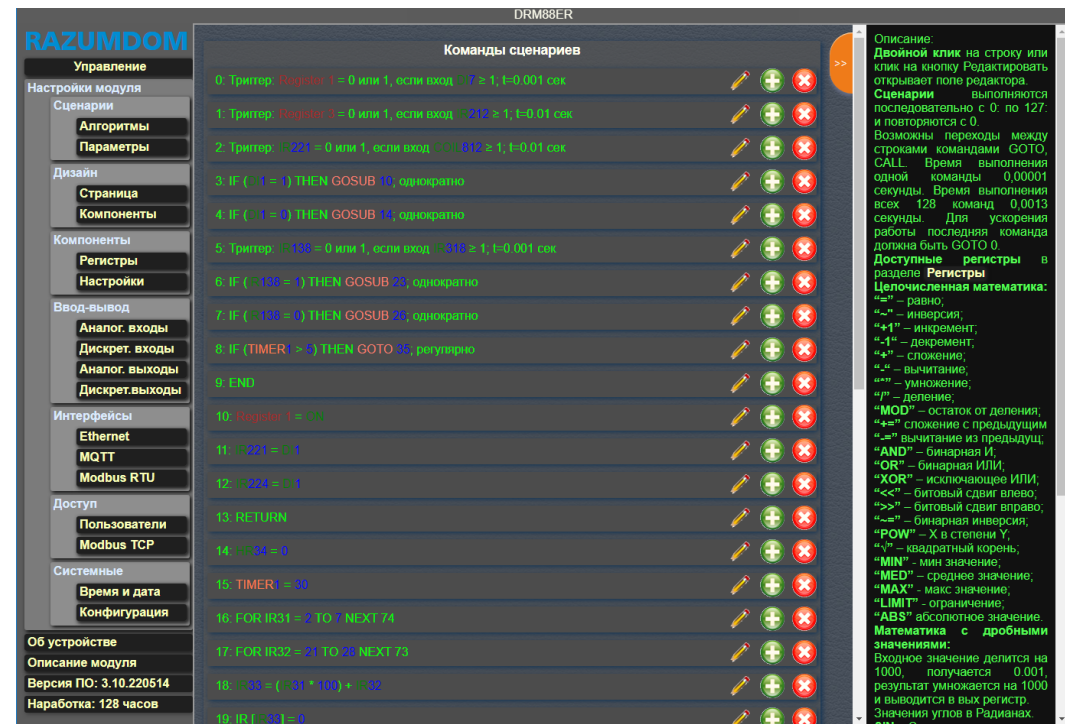 DRM88ER
RAZUMDOM
Управление
Настройки модуля
Сценарии
Алгоритмы
Параметры
Дизайн
Страница
Компоненты
Компоненты
Регистры
Настройки
Ввод-вывод
Аналог. входы
Дискрет. входы
Аналог. выходы
Дискрет.выходы
Интерфейсы
Ethernet
MQTT
Modbus RTU
Доступ
Пользователи
Modbus TCP
Системные
Время и дата
Конфигурация
Об устройстве
Описание модуля
Версия ПО: 3.10.220514
Наработка: 128 часов
Команды сценариев
0: Триггер: Register 1 = 0 или 1, если вход 7 ≥ 1; t=0.001 сек
1: Триггер: Register 1 = 0 или 1, если вход 212 ≥ 1; t=0.01 сек
2: Триггер: 221 = 0 или 1, если вход 812 ≥ 1; t=0.01 сек
3: IF ( 1 = 1) THEN GOSUB 10; однократно
4: IF ( 1 = 0) THEN GOSUB 14; однократно
5: Триггер: 138 = 0 или 1, если вход 318 ≥ 1; t=0.001 сек
6: IF ( 138 = 1) THEN GOSUB 23; однократно
7: IF ( 138 = 0) THEN GOSUB 26; однократно
8: IF (TIMER1 > 5) THEN GOTO 35; регулярно
9: END
10: Register 1 =
11: 221 = 1
12: 224 = 1
13: RETURN
14: 34 = 0
15: TIMER1 = 30
16: FOR IR31 = 2 TO 7 NEXT 74
17: FOR IR32 = 21 TO 28 NEXT 73
18: 33 = ( 31 * 100) + 32
19: IR [ 33] = 0
>>
Описание:
Двойной клик на строку или
клик на кнопку Редактировать
открывает поле редактора.
Сценарии выполняются
последовательно с 0: по 127:
и повторяются с 0.
Возможны переходы между
строками командами GOTO,
CALL. Время выполнения
одной команды 0,00001
секунды. Время выполнения
всех 128 команд 0,0013
секунды. Для ускорения
работы последняя команда
должна быть GOTO 0.
Доступные регистры в
разделе Регистры
Целочисленная математика:
“=” – равно;
“~” - инверсия;
“+1” – инкремент;
“-1“ – декремент;
“+” – сложение;
“-“ – вычитание;
“*” – умножение;
“/” – деление;
“MOD” – остаток от деления;
“+=” сложение с предыдущим
“-=” вычитание из предыдущ;
“AND” – бинарная И;
“OR” – бинарная ИЛИ;
“XOR” – исключающее ИЛИ;
“<<” – битовый сдвиг влево;
“>>” – битовый сдвиг вправо;
“~=” – бинарная инверсия;
“POW” – X в степени Y;
“√” – квадратный корень;
“MIN” - мин значение;
“MED” – среднее значение;
“MAX” - макс значение;
“LIMIT” - ограничение;
“ABS” абсолютное значение.
Математика с дробными
значениями:
Входное значение делится на
1000, получается 0.001,
результат умножается на 1000
и выводится в вых регистр.
Значения углов в Радианах.